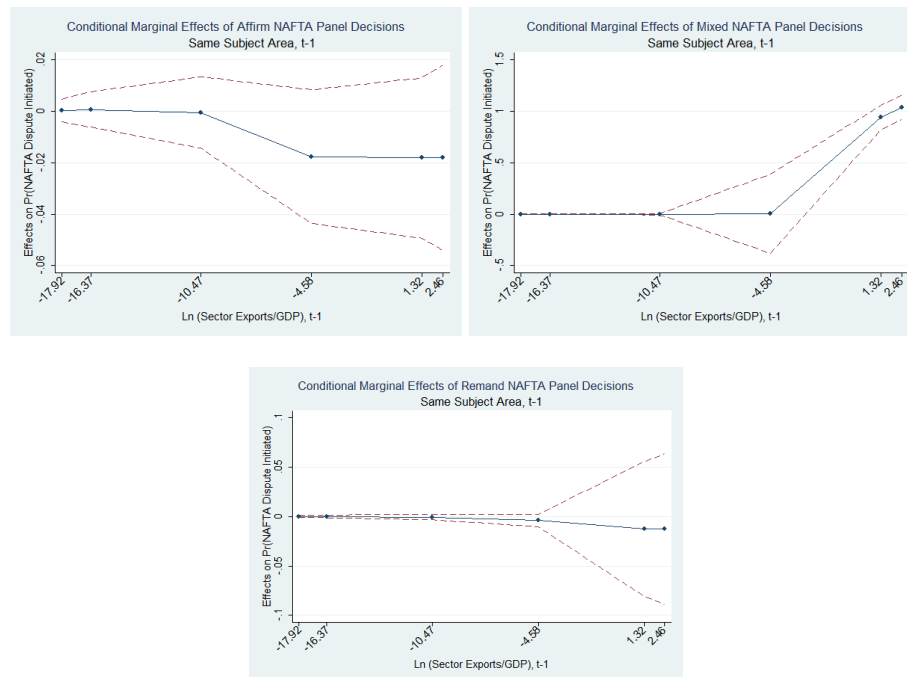 Conditional Marginal Effects of Affirm NAFTA Panel Decisions
Same Subject Area, t-1
Effects on Pr(NAFTA Dispute Initiated)
.02
0
-.02
-.04
-.06
-17.92
-16.37
-10.47
-4.58
1.32
2.46
Ln (Sector Exports/GDP), t-1
Conditional Marginal Effects of Mixed NAFTA Panel Decisions
Same Subject Area, t-1
Effects on Pr(NAFTA Dispute Initiated)
1.5
1
.5
0
-.5
-17.92
-16.37
-10.47
-4.58
1.32
2.46
Ln (Sector Exports/GDP), t-1
Conditional Marginal Effects of Remand NAFTA Panel Decisions
Same Subject Area, t-1
Effects on Pr(NAFTA Dispute Initiated)
.1
.05
0
-.05
-.1
-17.92
-16.37
-10.47
-4.58
1.32
2.46
Ln (Sector Exports/GDP), t-1